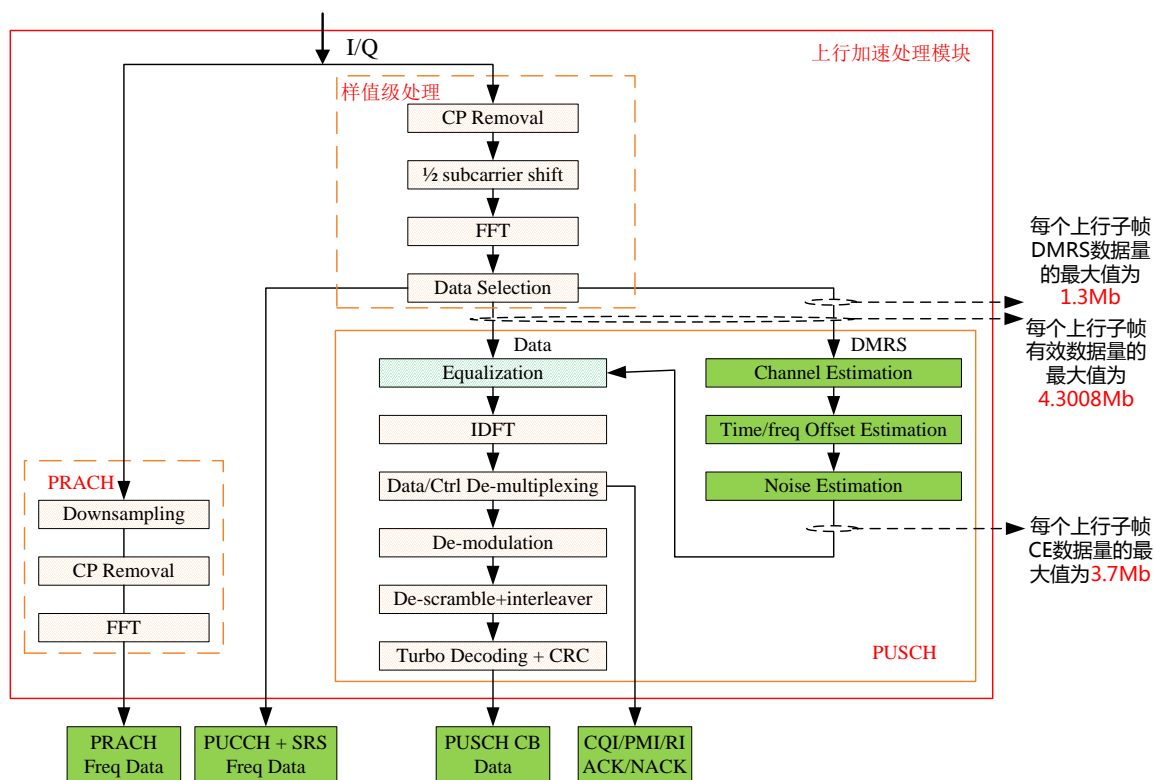 I/Q
上行加速处理模块
样值级处理
CP Removal
½ subcarrier shift
FFT
Data Selection
每个上行子帧
DMRS数据量
的最大值为
1.3Mb
每个上行子帧
有效数据量的
最大值为
4.3008Mb
Data
DMRS
Equalization
Channel Estimation
IDFT
Time/freq Offset Estimation
Data/Ctrl De-multiplexing
Noise Estimation
De-modulation
De-scramble+interleaver
Turbo Decoding + CRC
PUSCH
每个上行子帧
CE数据量的最
大值为3.7Mb
PRACH
Downsampling
CP Removal
FFT
PRACH
Freq Data
PUCCH + SRS
Freq Data
PUSCH CB
Data
CQI/PMI/RI
ACK/NACK